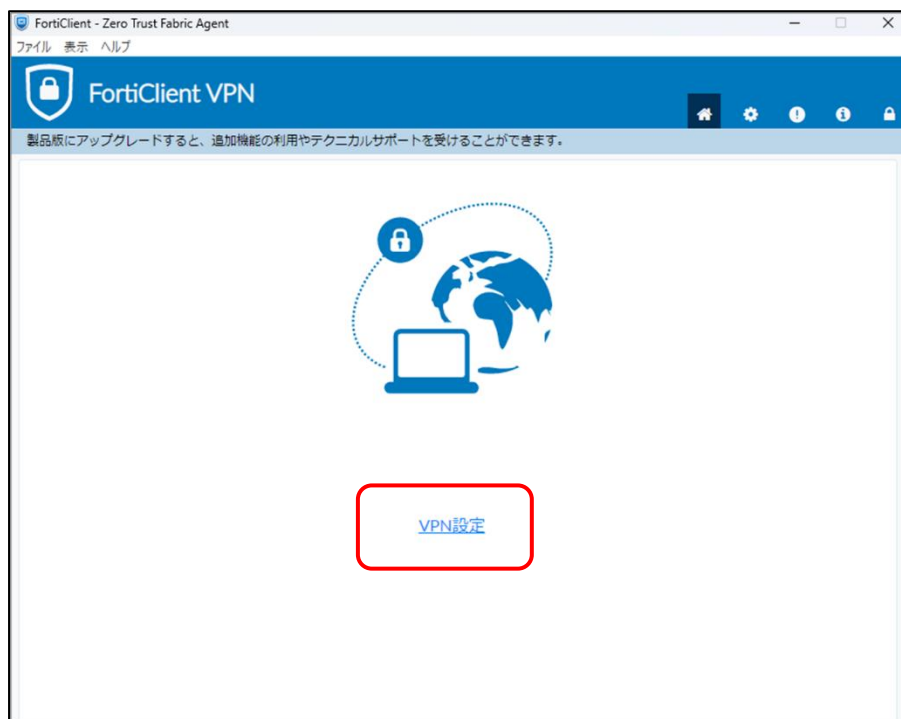 FortiClient - Zero Trust Fabric Agent
ファイル 表示 ヘルプ
FortiClient VPN
製品版にアップグレードすると、追加機能の利用やテクニカルサポートを受けることができます。
VPN設定